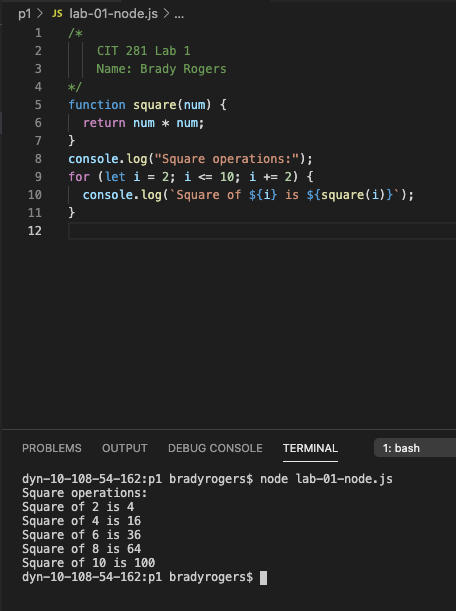 p1 > JS lab-01-node.js > ...
1 /*
2 CIT 281 Lab 1
3 Name: Brady Rogers
4 */
5 function square(num) {
6 return num * num;
7 }
8 console.log("Square operations:");
9 for (let i = 2; i <= 10; i += 2) {
10 console.log(`Square of ${i} is ${square(i)}`);
11 }
12
PROBLEMS OUTPUT DEBUG CONSOLE TERMINAL 1: bash
dyn-10-108-54-162:p1 bradyrogers$ node lab-01-node.js
Square operations:
Square of 2 is 4
Square of 4 is 16
Square of 6 is 36
Square of 8 is 64
Square of 10 is 100
dyn-10-108-54-162:p1 bradyrogers$